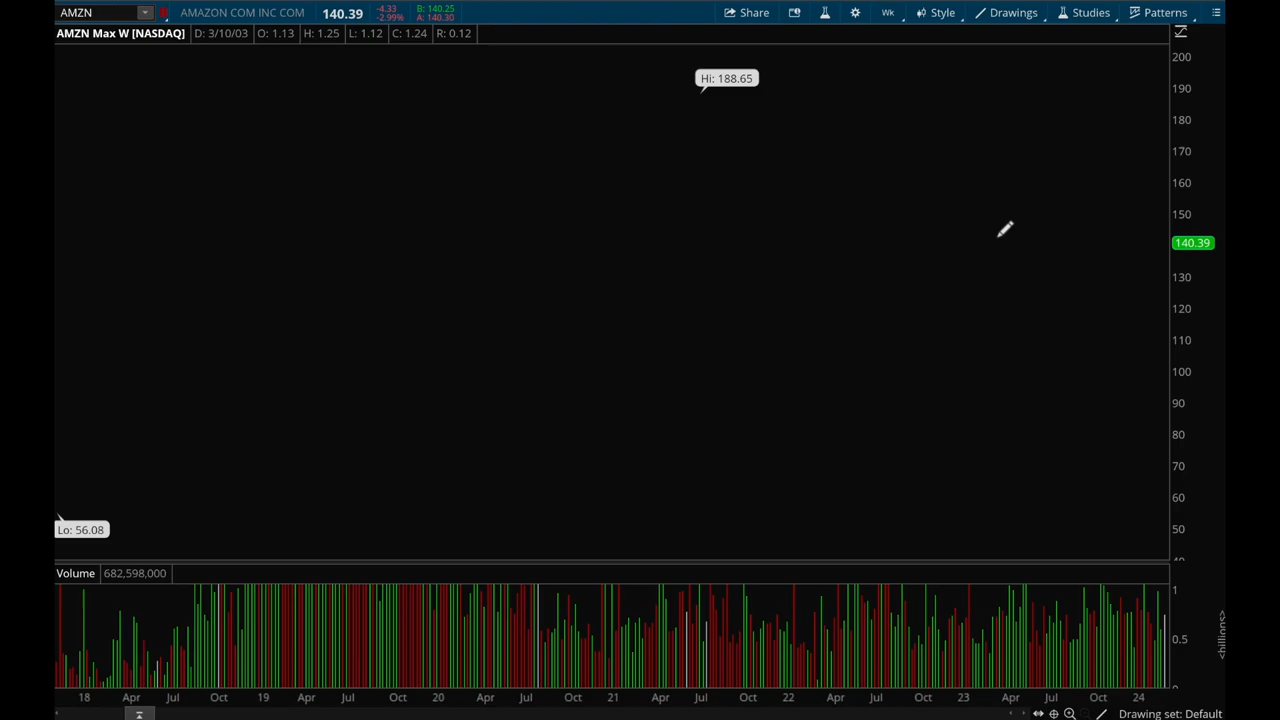 AMZN AMAZON COM INC COM 140.39 -4.33 -2.99% B: 140.25 A: 140.30 Share Wk Style Drawings Studies Patterns
AMZN Max W [NASDAQ] D: 3/10/03 O: 1.13 H: 1.25 L: 1.12 C: 1.24 R: 0.12
200
Hi: 188.65
190
180
170
160
150
140.39
130
120
110
100
90
80
70
60
50
Lo: 56.08
40
Volume 682,598,000
1
0.5
<billions>
0
18 Apr Jul Oct 19 Apr Jul Oct 20 Apr Jul Oct 21 Apr Jul Oct 22 Apr Jul Oct 23 Apr Jul Oct 24
Drawing set: Default